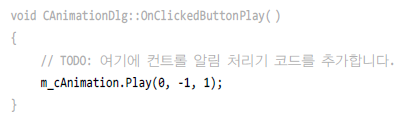 void CAnimationDlg::OnClickedButtonPlay()
{
// TODO: 여기에 컨트롤 알림 처리기 코드를 추가합니다.
m_cAnimation.Play(0, -1, 1);
}